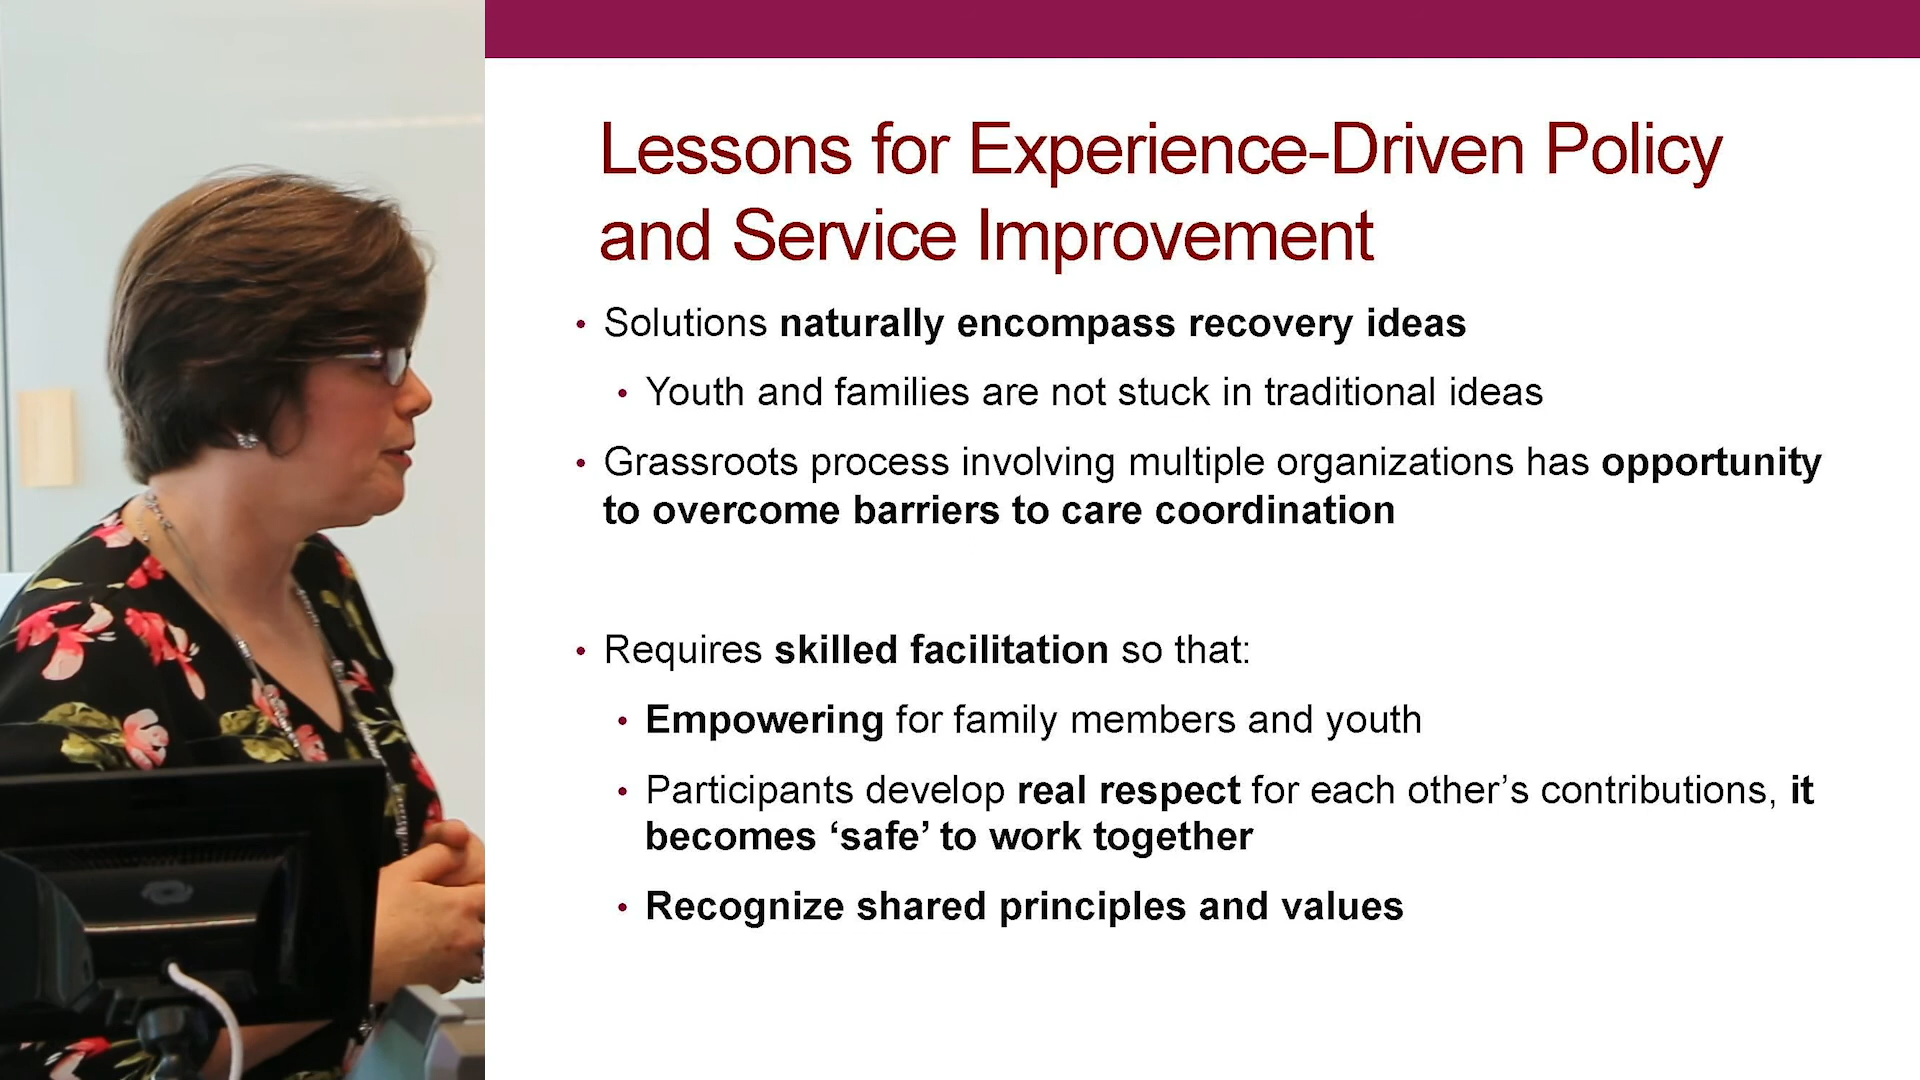 Lessons for Experience-Driven Policy
and Service Improvement
• Solutions naturally encompass recovery ideas
• Youth and families are not stuck in traditional ideas
• Grassroots process involving multiple organizations has opportunity
to overcome barriers to care coordination
• Requires skilled facilitation so that:
• Empowering for family members and youth
• Participants develop real respect for each other’s contributions, it
becomes ‘safe’ to work together
• Recognize shared principles and values